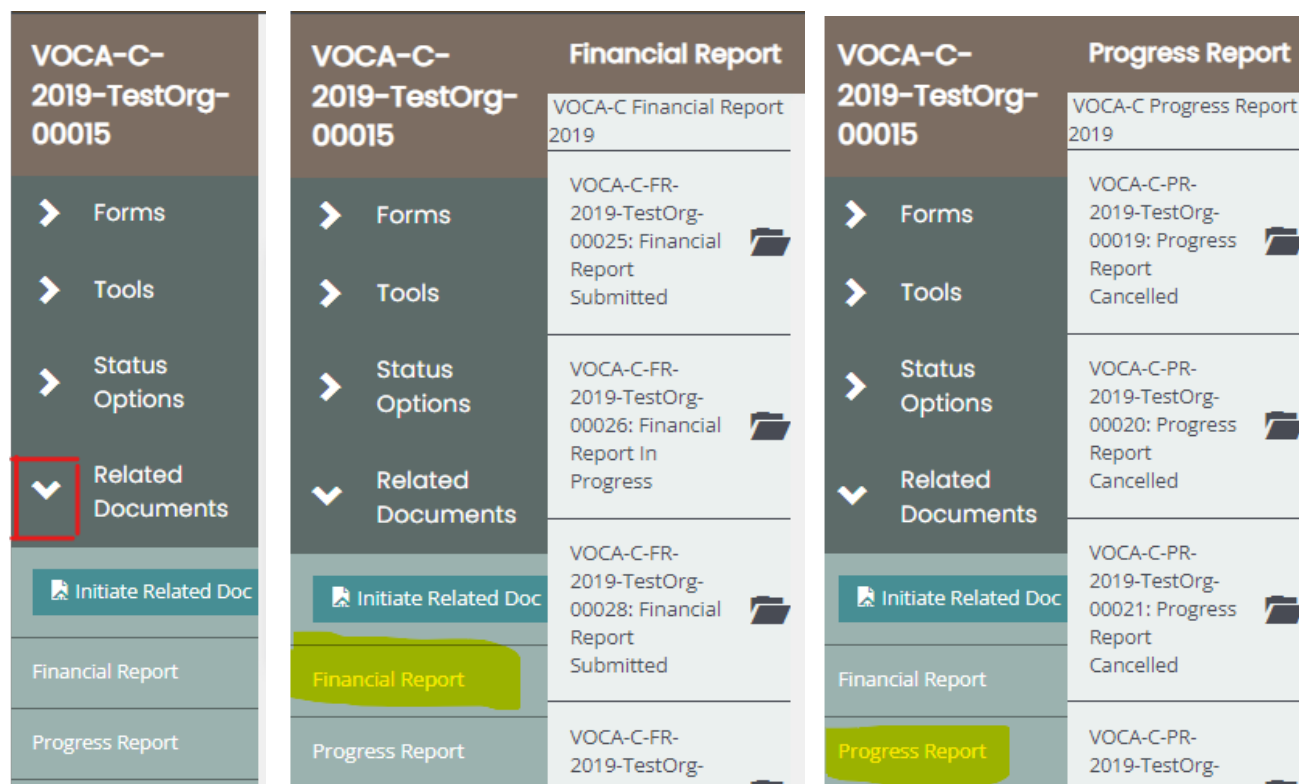 VOCA-C-
2019-TestOrg-
00015
Forms
Tools
Status
Options
Related
Documents
Initiate Related Doc
Financial Report
Progress Report
VOCA-C-
2019-TestOrg-
00015
Forms
Tools
Status
Options
Related
Documents
Initiate Related Doc
Financial Report
Progress Report
Financial Report
VOCA-C Financial Report
2019
VOCA-C-FR-
2019-TestOrg-
00025: Financial
Report
Submitted
VOCA-C-FR-
2019-TestOrg-
00026: Financial
Report In
Progress
VOCA-C-FR-
2019-TestOrg-
00028: Financial
Report
Submitted
VOCA-C-FR-
2019-TestOrg-
VOCA-C-
2019-TestOrg-
00015
Forms
Tools
Status
Options
Related
Documents
Initiate Related Doc
Financial Report
Progress Report
Progress Report
VOCA-C Progress Report
2019
VOCA-C-PR-
2019-TestOrg-
00019: Progress
Report
Cancelled
VOCA-C-PR-
2019-TestOrg-
00020: Progress
Report
Cancelled
VOCA-C-PR-
2019-TestOrg-
00021: Progress
Report
Cancelled
VOCA-C-PR-
2019-TestOrg-